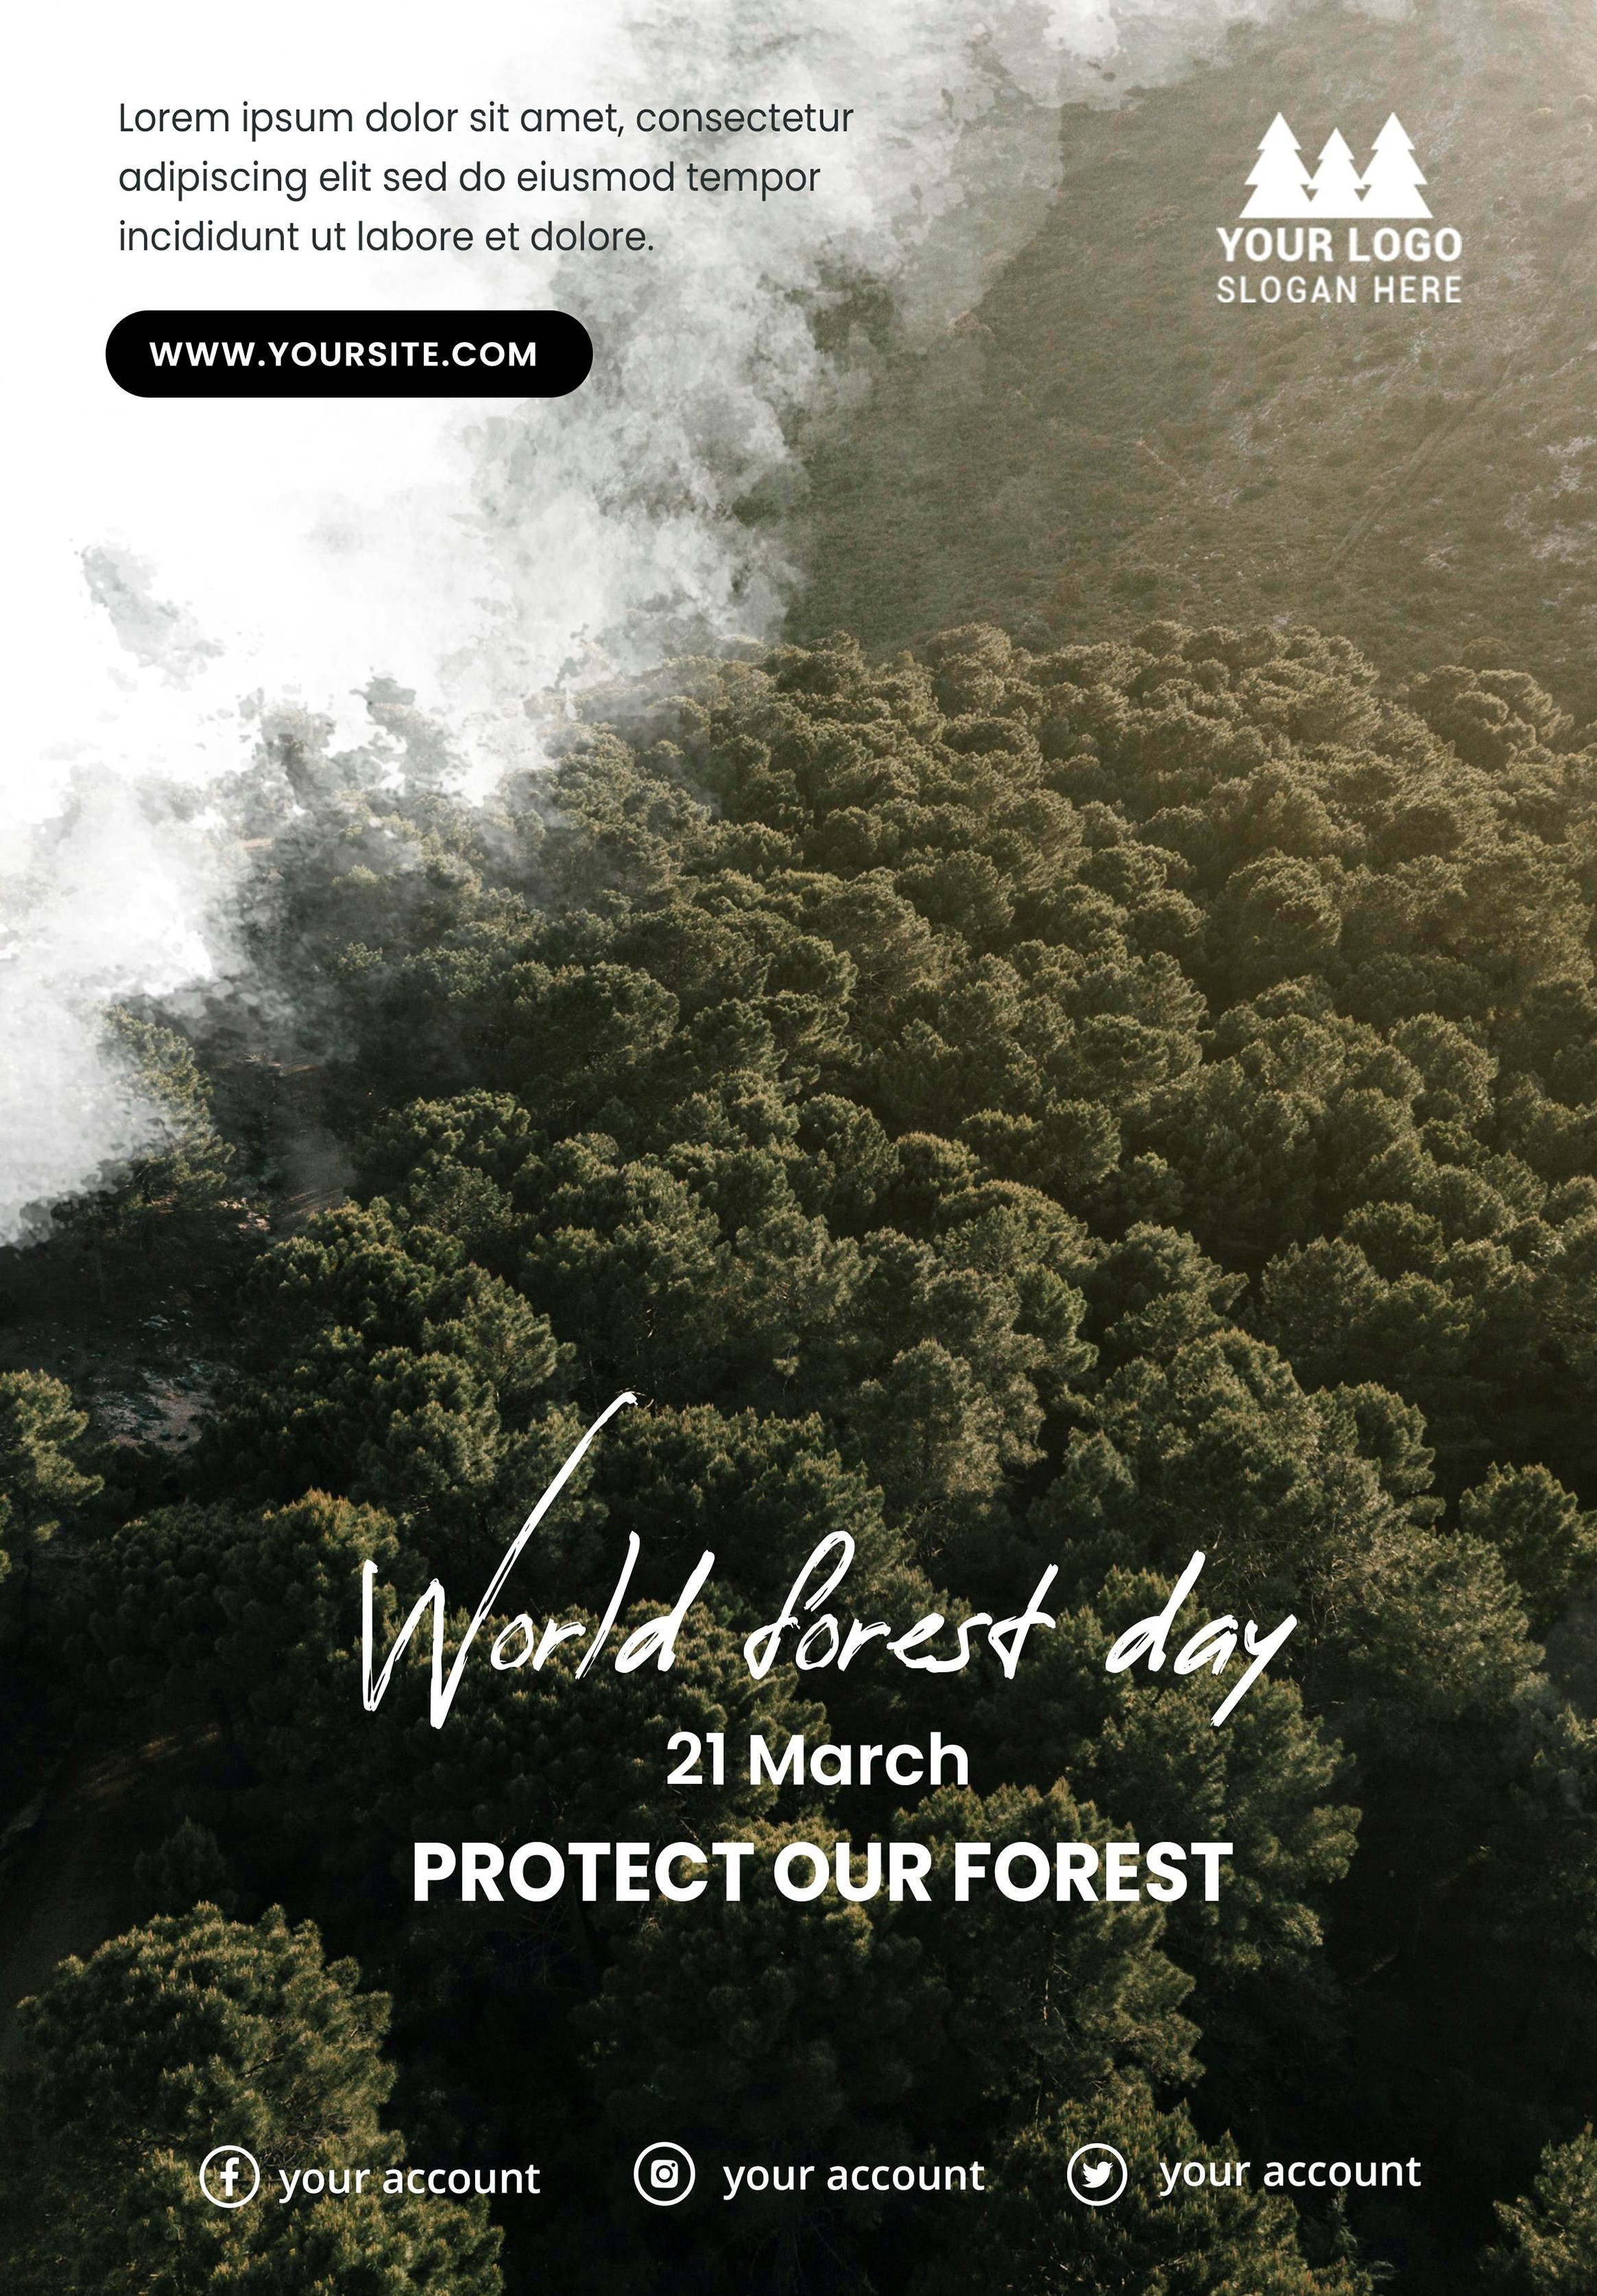 Lorem ipsum dolor sit amet, consectetur
adipiscing elit sed do eiusmod tempor
incididunt ut labore et dolore.
WWW.YOURSITE.COM
YOUR LOGO
SLOGAN HERE
World forest day
21 March
PROTECT OUR FOREST
your account
your account
your account